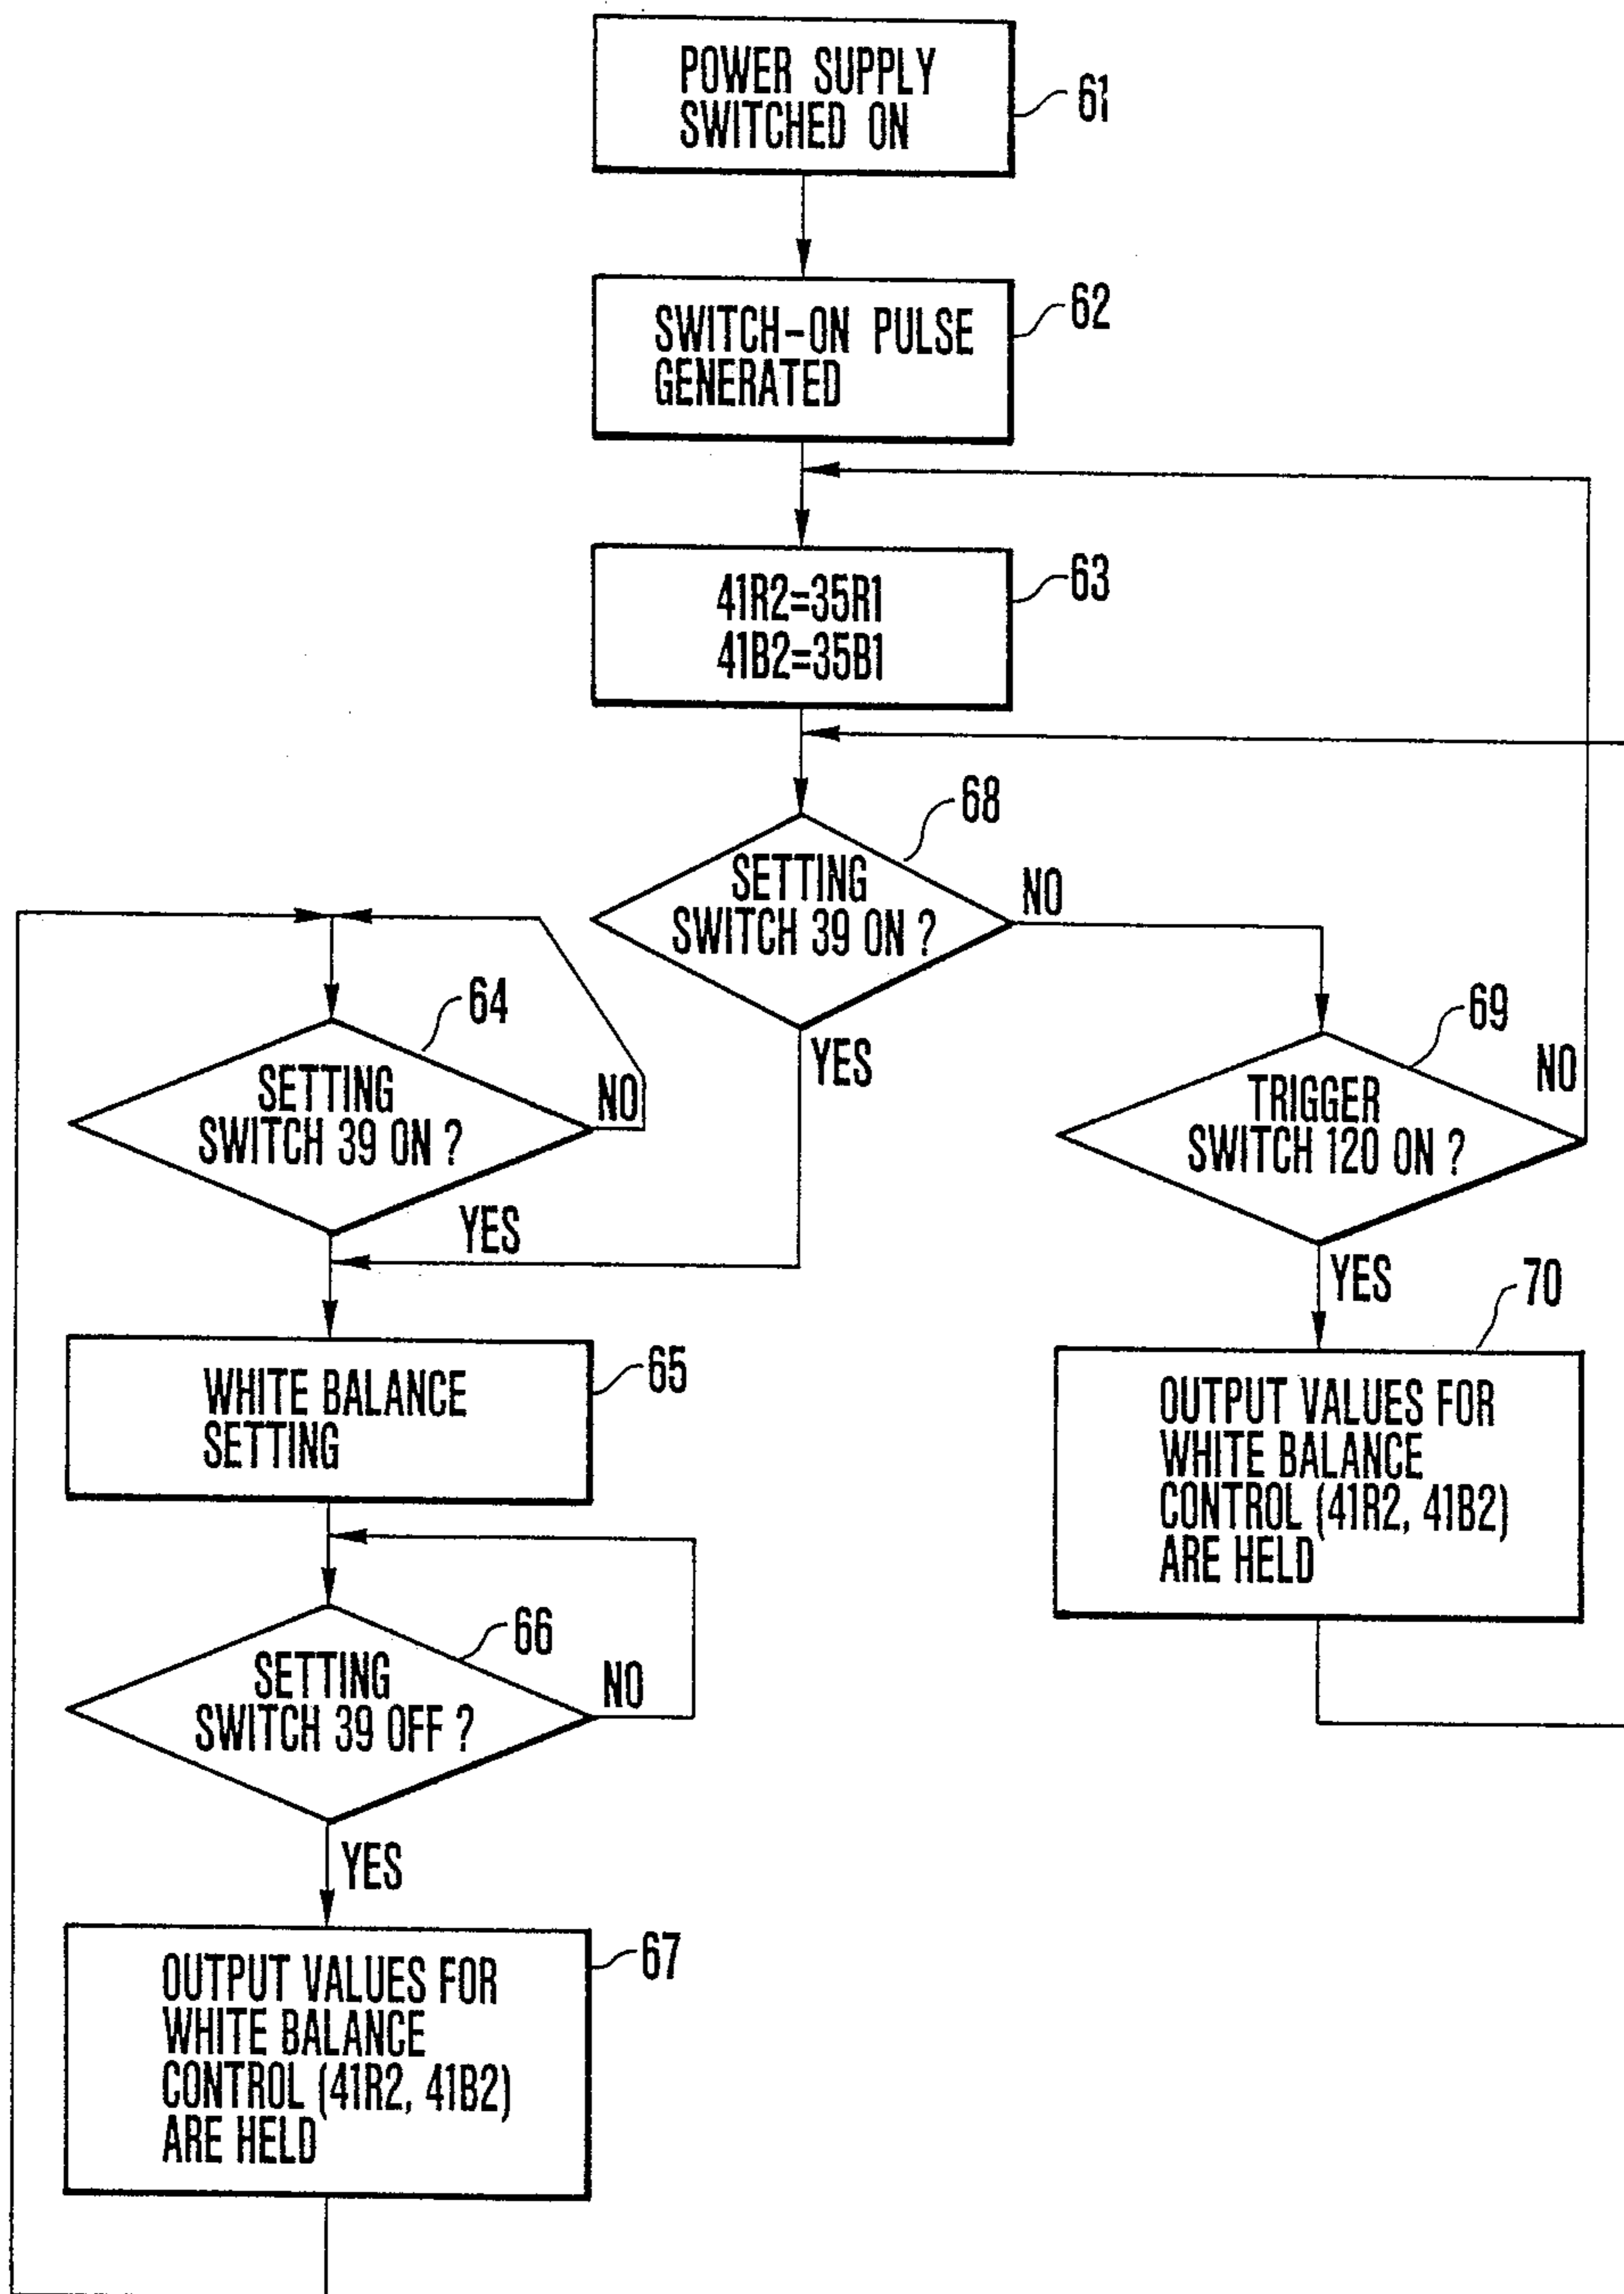 POWER SUPPLY
SWITCHED ON
61
SWITCH-ON PULSE
GENERATED
62
41R2=35R1
41B2=35B1
63
68
SETTING
SWITCH 39 ON ?
NO
YES
64
SETTING
SWITCH 39 ON ?
NO
YES
69
TRIGGER
SWITCH 120 ON ?
NO
YES
WHITE BALANCE
SETTING
65
70
OUTPUT VALUES FOR
WHITE BALANCE
CONTROL (41R2, 41B2)
ARE HELD
66
SETTING
SWITCH 39 OFF ?
NO
YES
67
OUTPUT VALUES FOR
WHITE BALANCE
CONTROL (41R2, 41B2)
ARE HELD